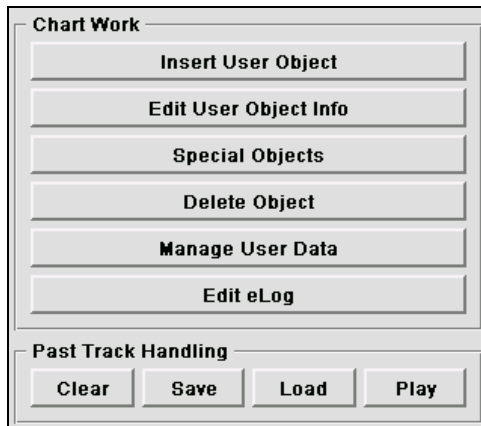 Chart Work
Insert User Object
Edit User Object Info
Special Objects
Delete Object
Manage User Data
Edit eLog
Past Track Handling
Clear Save Load Play